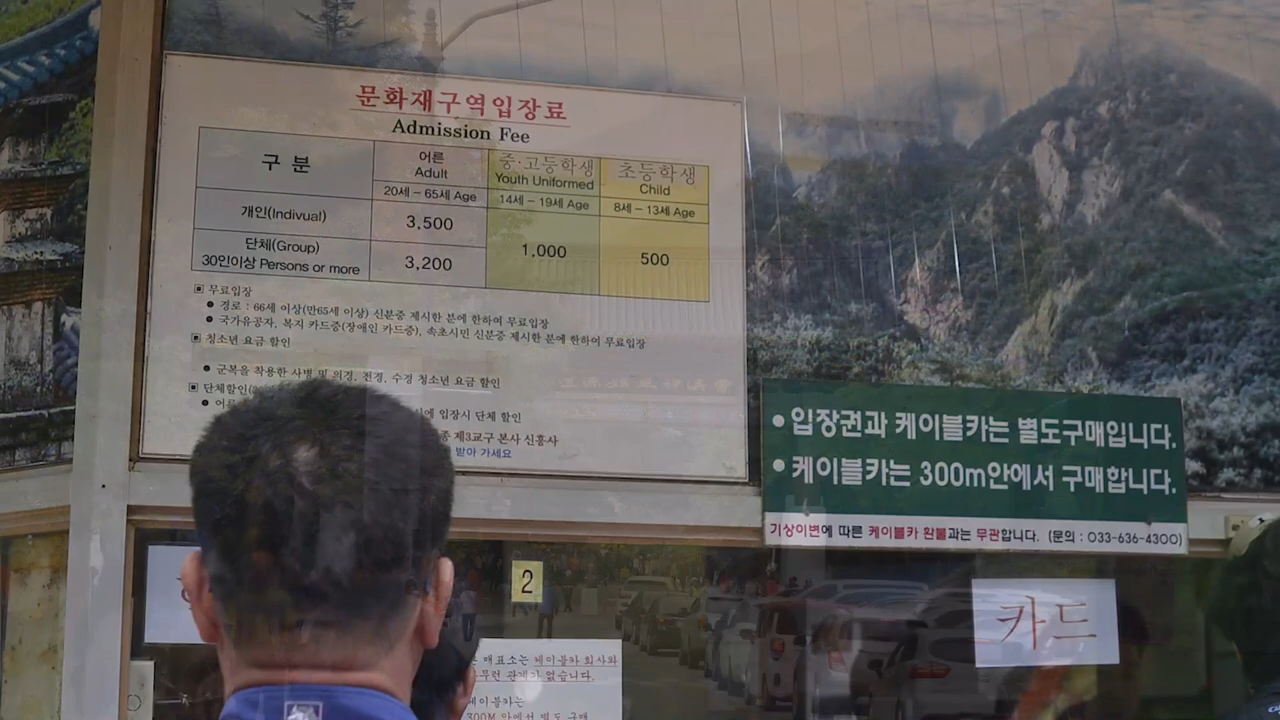 문화재구역입장료
Admission Fee
구 분
어른
Adult
중·고등학생
Youth Uniformed
초등학생
Child
20세 – 65세 Age
14세 – 19세 Age
8세 – 13세 Age
개인(Indivual)
3,500
1,000
500
단체(Group)
30인이상 Persons or more
3,200
▣ 무료입장
● 경로 : 66세 이상(만65세 이상) 신분증 제시한 분에 한하여 무료입장
● 국가유공자, 복지 카드증(장애인 카드증), 속초시민 신분증 제시한 분에 한하여 무료입장
▣ 청소년 요금 할인
● 군복을 착용한 사병 및 의경, 전경, 수경 청소년 요금 할인
▣ 단체할인
● 어른
입장시 단체 할인
제3교구 본사 신흥사
받아 가세요
• 입장권과 케이블카는 별도구매입니다.
• 케이블카는 300m안에서 구매합니다.
기상이변에 따른 케이블카 환불과는 무관합니다. (문의 : 033-636-4300)
2
카드
매표소는 케이블카 회사와
관계가 없습니다.
케이블카는
300M 안에서 별도 구매